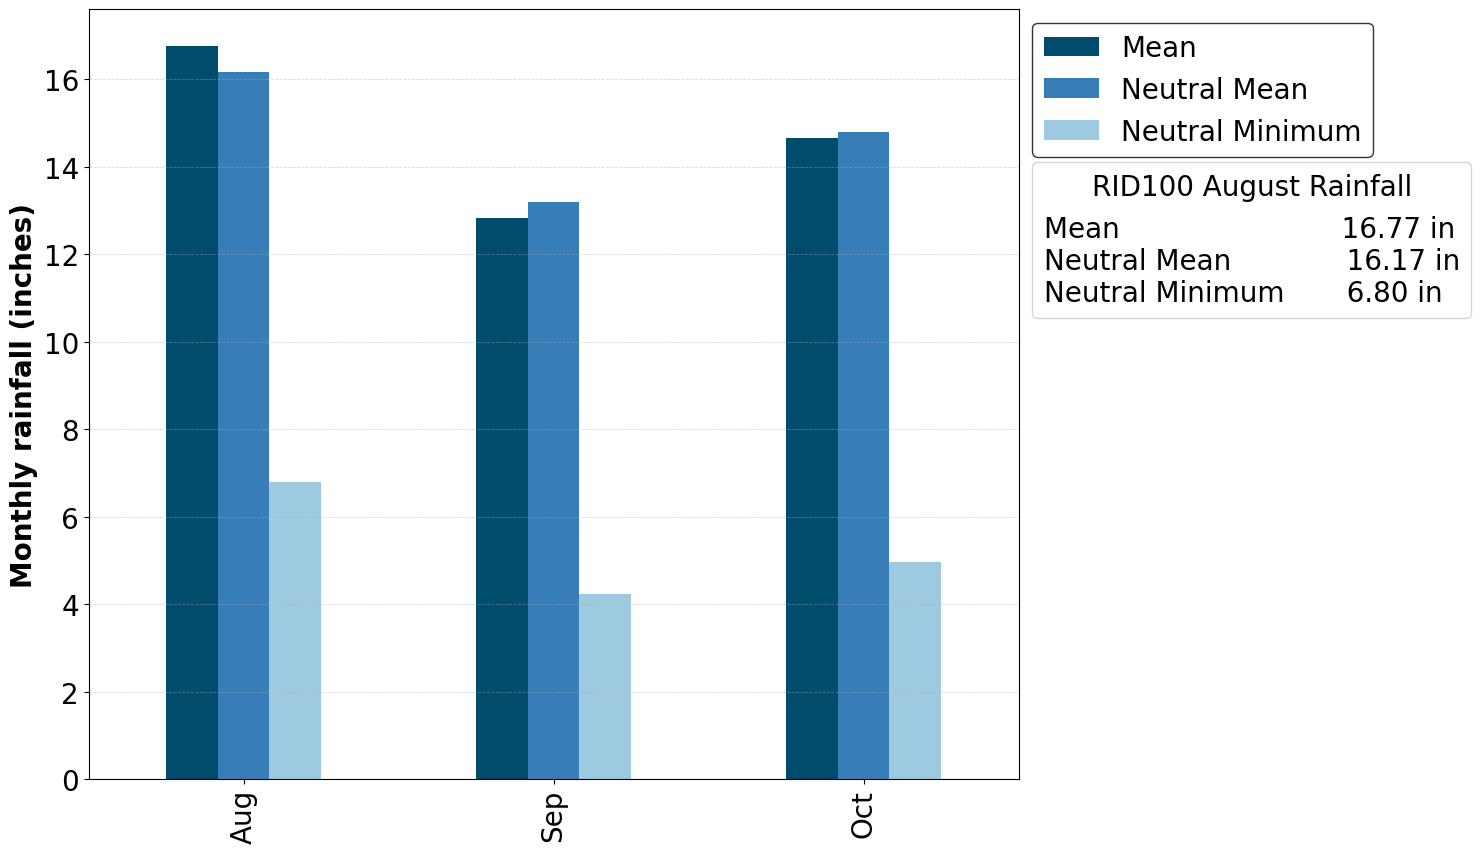 Monthly rainfall (inches)
16
14
12
10
8
6
4
2
0
Aug
Sep
Oct
Mean
Neutral Mean
Neutral Minimum
RID100 August Rainfall
Mean 16.77 in
Neutral Mean 16.17 in
Neutral Minimum 6.80 in